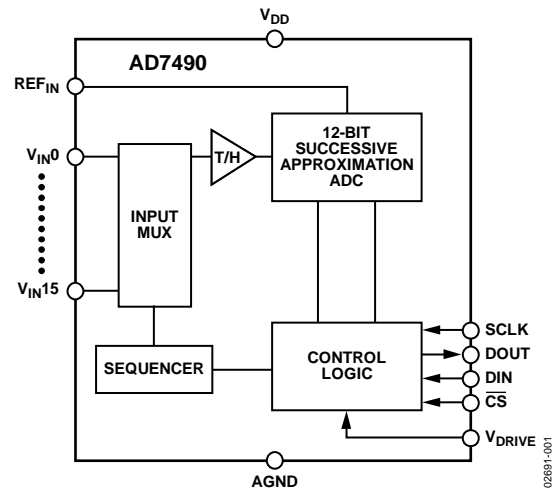 VDD
AD7490
REFIN
12-BIT
SUCCESSIVE
APPROXIMATION
ADC
VIN0
T/H
INPUT
MUX
VIN15
SEQUENCER
CONTROL
LOGIC
SCLK
DOUT
DIN
C̅S̅
VDRIVE
AGND
02691-001